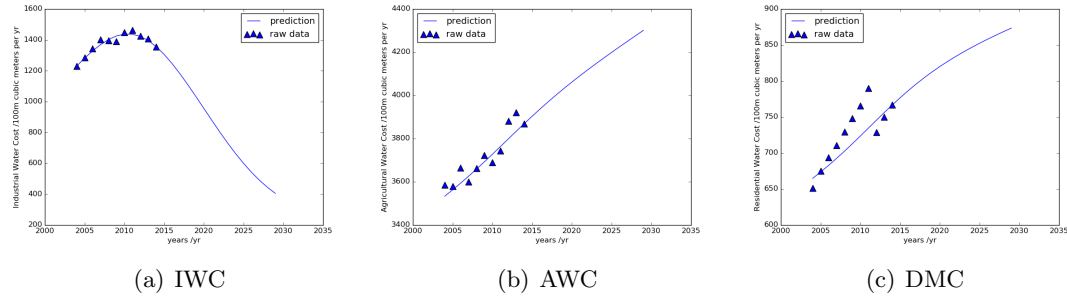 1600
1400
1200
1000
800
600
400
200
2000 2005 2010 2015 2020 2025 2030 2035
years /yr
Industrial Water Cost /100m cubic meters per yr
prediction
raw data
(a) IWC
4400
4200
4000
3800
3600
3400
2000 2005 2010 2015 2020 2025 2030 2035
years /yr
Agricultural Water Cost /100m cubic meters per yr
prediction
raw data
(b) AWC
900
850
800
750
700
650
600
2000 2005 2010 2015 2020 2025 2030 2035
years /yr
Residential Water Cost /100m cubic meters per yr
prediction
raw data
(c) DMC